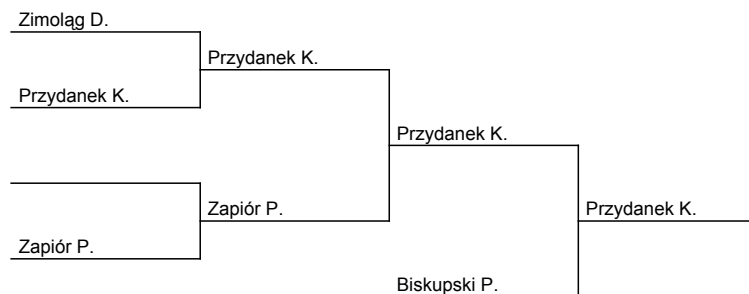 Zimoląg D.
Przydanek K.
Przydanek K.
Przydanek K.
Zapiór P.
Przydanek K.
Zapiór P.
Biskupski P.